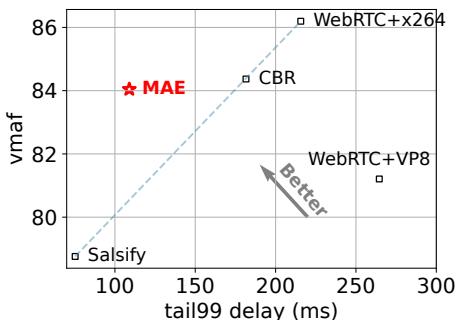 86
84
82
80
vmaf
WebRTC+x264
CBR
MAE
WebRTC+VP8
Better
Salsify
100 150 200 250 300
tail99 delay (ms)